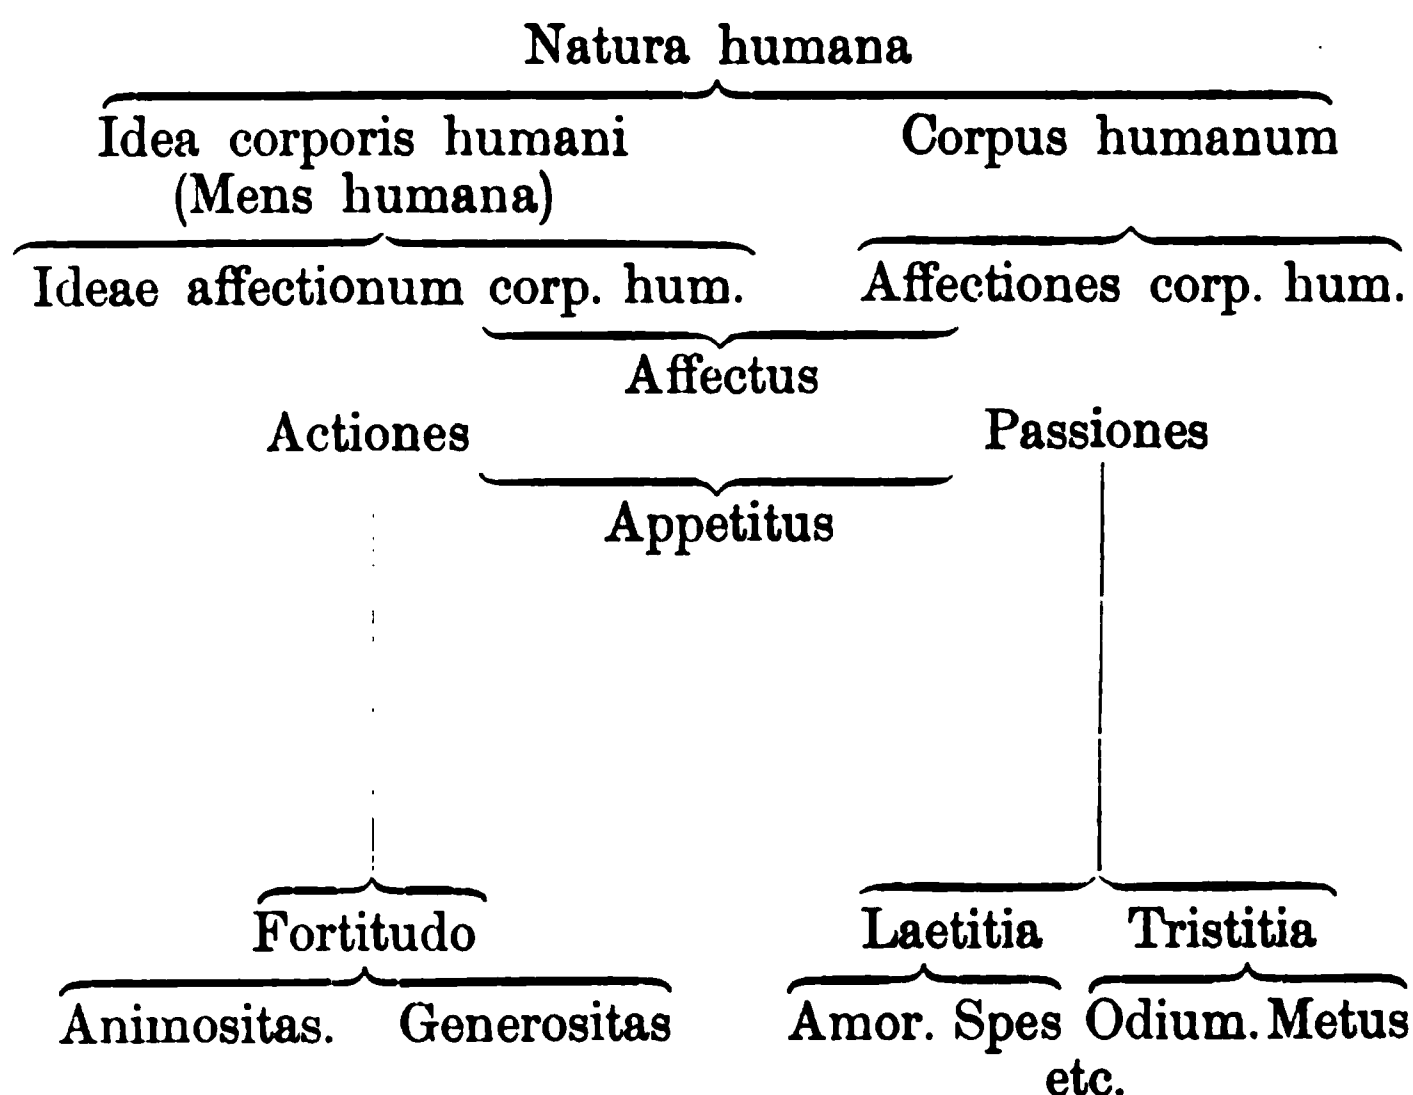 Natura humana
Idea corporis humani Corpus humanum
(Mens humana)
Ideae affectionum corp. hum. Affectiones corp. hum.
Affectus
Actiones Passiones
Appetitus
Fortitudo Laetitia Tristitia
Animositas. Generositas Amor. Spes Odium. Metus
etc.